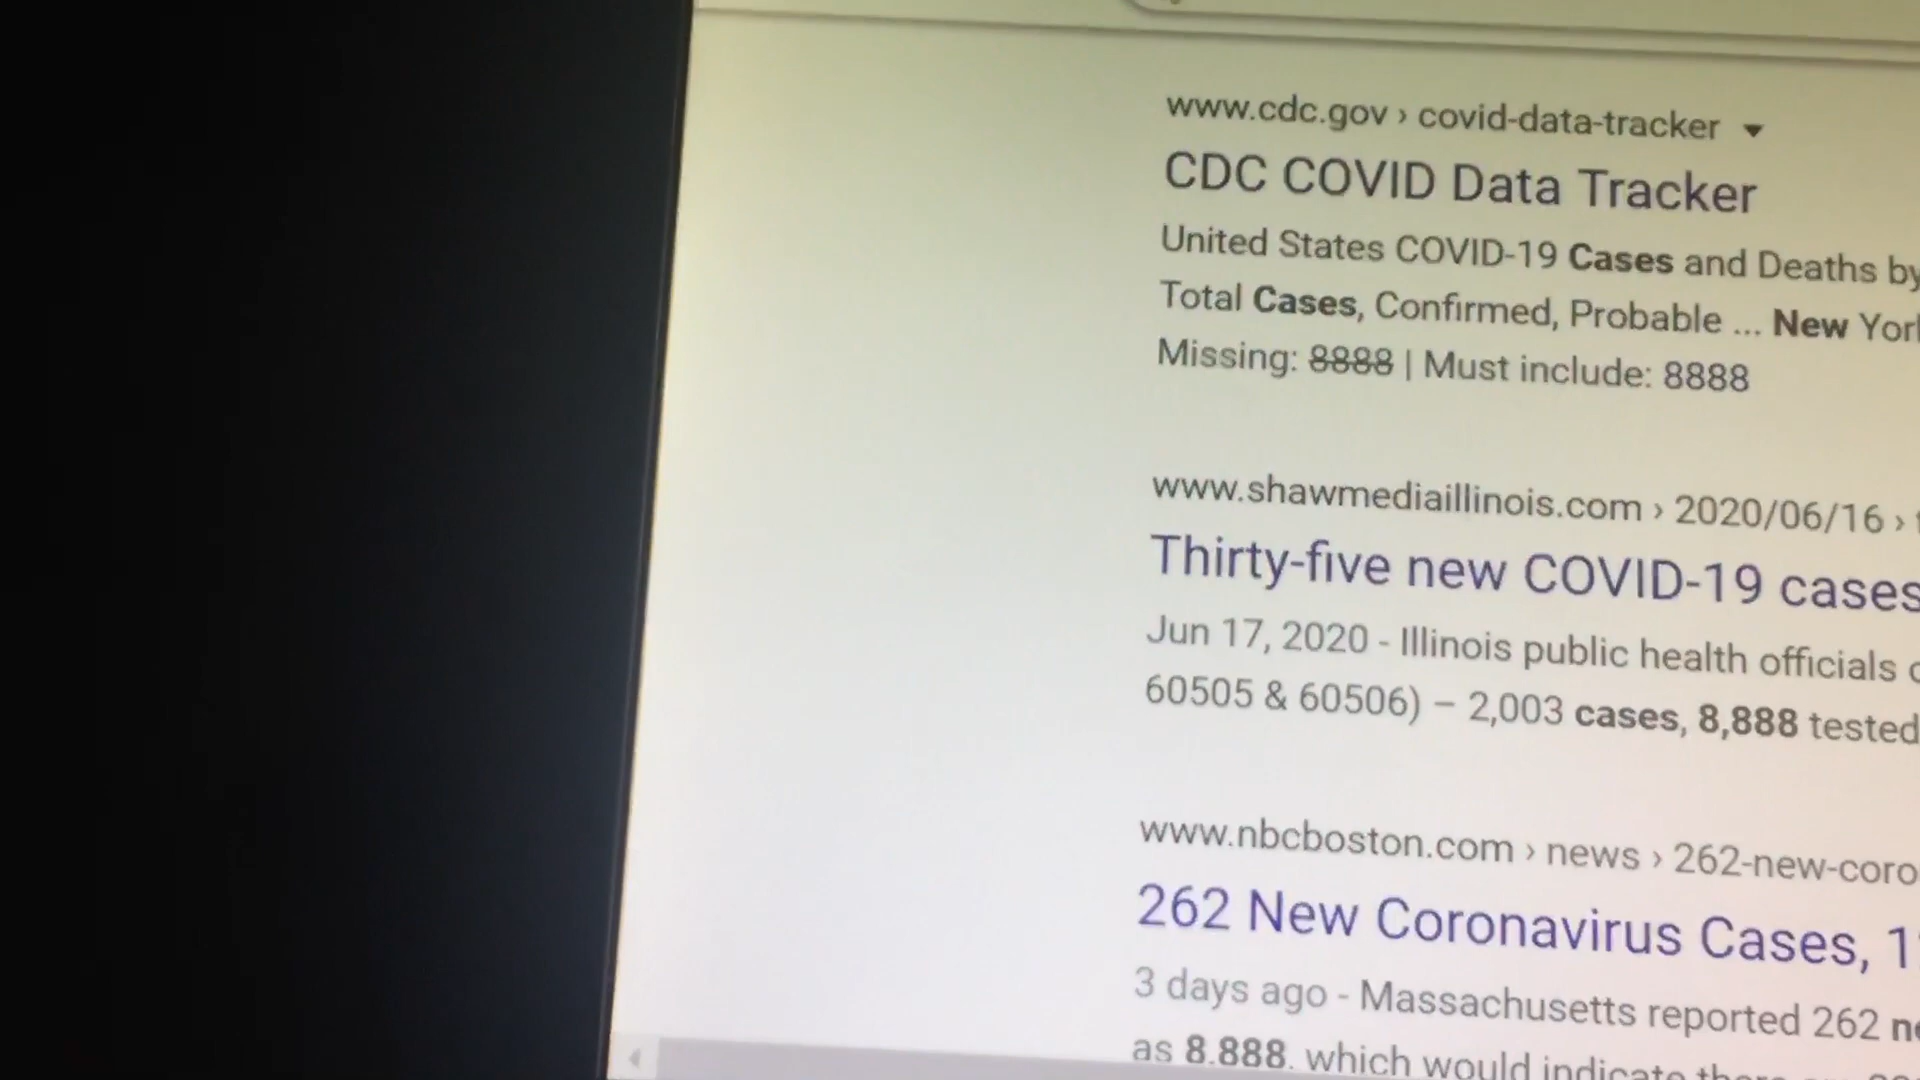 www.cdc.gov › covid-data-tracker
CDC COVID Data Tracker
United States COVID-19 Cases and Deaths by
Total Cases, Confirmed, Probable ... New York
Missing: 8888 | Must include: 8888
www.shawmediaillinois.com › 2020/06/16 ›
Thirty-five new COVID-19 cases
Jun 17, 2020 - Illinois public health officials
60505 & 60506) – 2,003 cases, 8,888 tested
www.nbcboston.com › news › 262-new-coro
262 New Coronavirus Cases, 1
3 days ago - Massachusetts reported 262
as 8,888, which would indicate